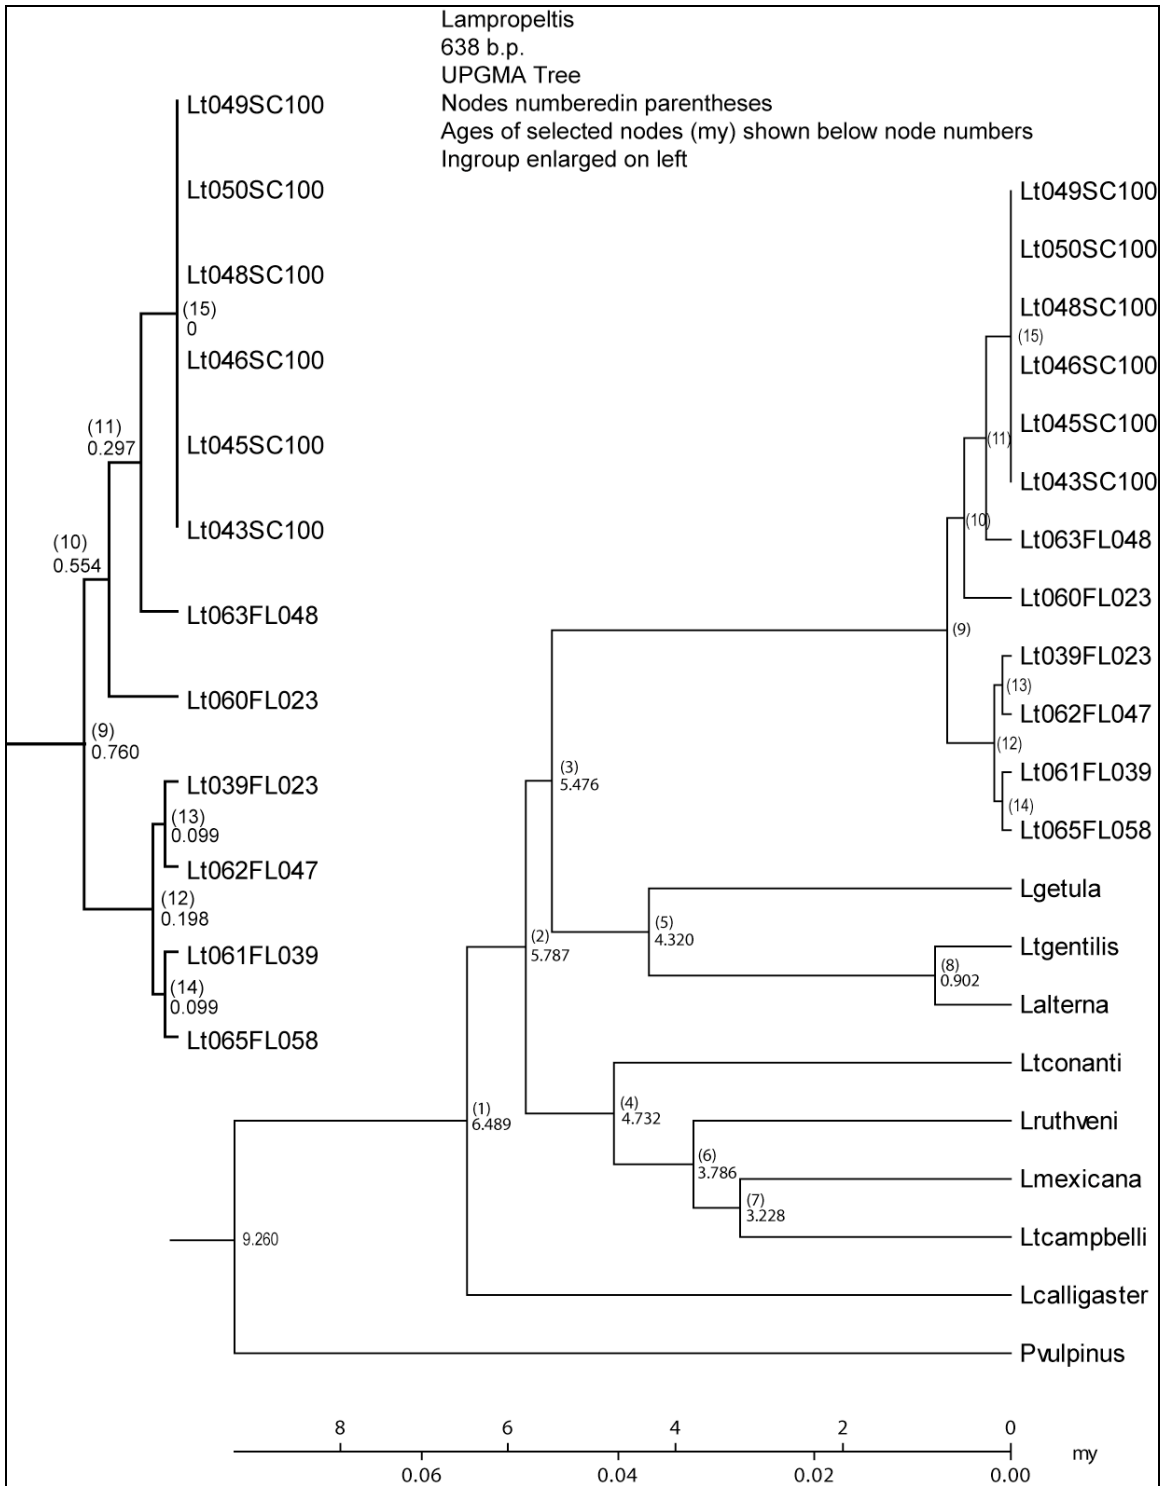 Lampropeltis
638 b.p.
UPGMA Tree
Nodes numberedin parentheses
Ages of selected nodes (my) shown below node numbers
Ingroup enlarged on left
Lt049SC100
Lt050SC100
Lt048SC100
(15)
0
Lt046SC100
(11)
0.297
Lt045SC100
Lt043SC100
(10)
0.554
Lt063FL048
Lt060FL023
(9)
0.760
Lt039FL023
(13)
0.099
Lt062FL047
(12)
0.198
Lt061FL039
(14)
0.099
Lt065FL058
Lt049SC100
Lt050SC100
Lt048SC100
(15)
Lt046SC100
Lt045SC100
(11)
Lt043SC100
(10)
Lt063FL048
Lt060FL023
(9)
Lt039FL023
(13)
Lt062FL047
(12)
(3)
5.476
Lt061FL039
(14)
Lt065FL058
Lgetula
(5)
4.320
(2)
5.787
Ltgentilis
(8)
0.902
Lalterna
Ltconanti
(4)
4.732
(1)
6.489
Lruthveni
(6)
3.786
Lmexicana
(7)
3.228
Ltcampbelli
9.260
Lcalligaster
Pvulpinus
8 6 4 2 0
my
0.06 0.04 0.02 0.00